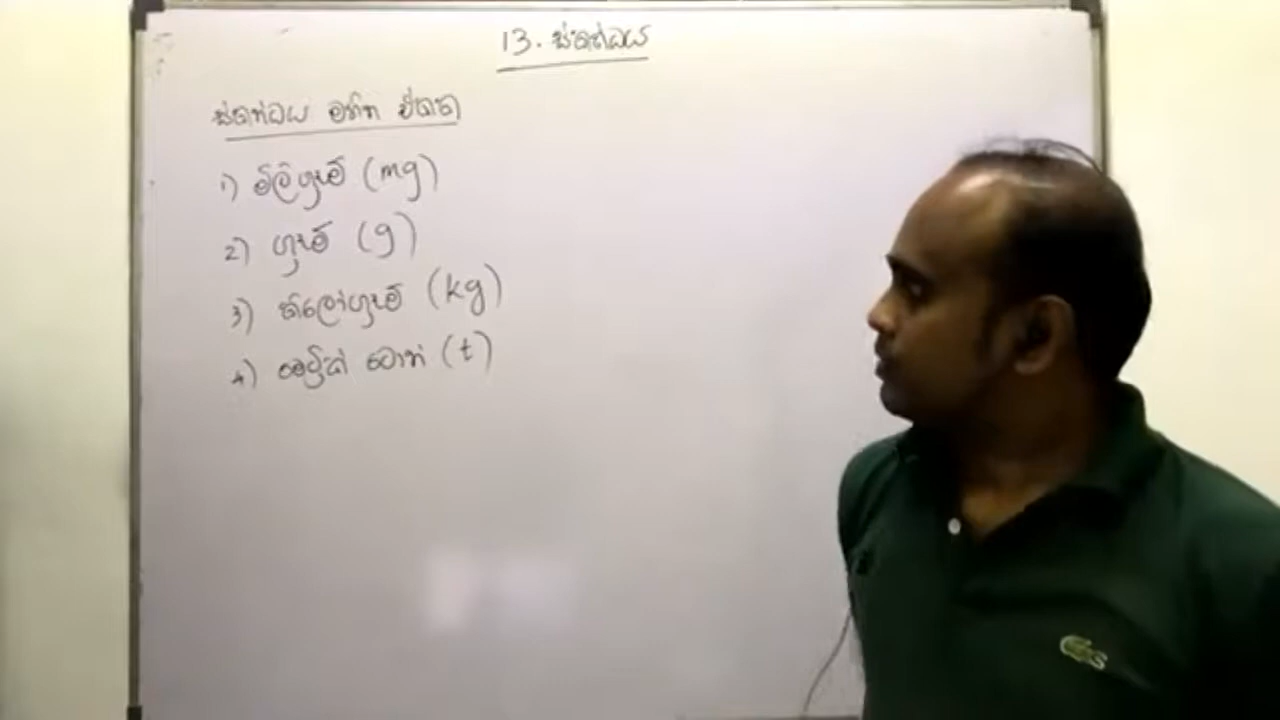 13. ස්කන්ධය
ස්කන්ධය මනින ඒකක
1) මිලිග්‍රෑම් (mg)
2) ග්‍රෑම් (g)
3) කිලෝග්‍රෑම් (kg)
4) මෙට්‍රික් ටොන් (t)